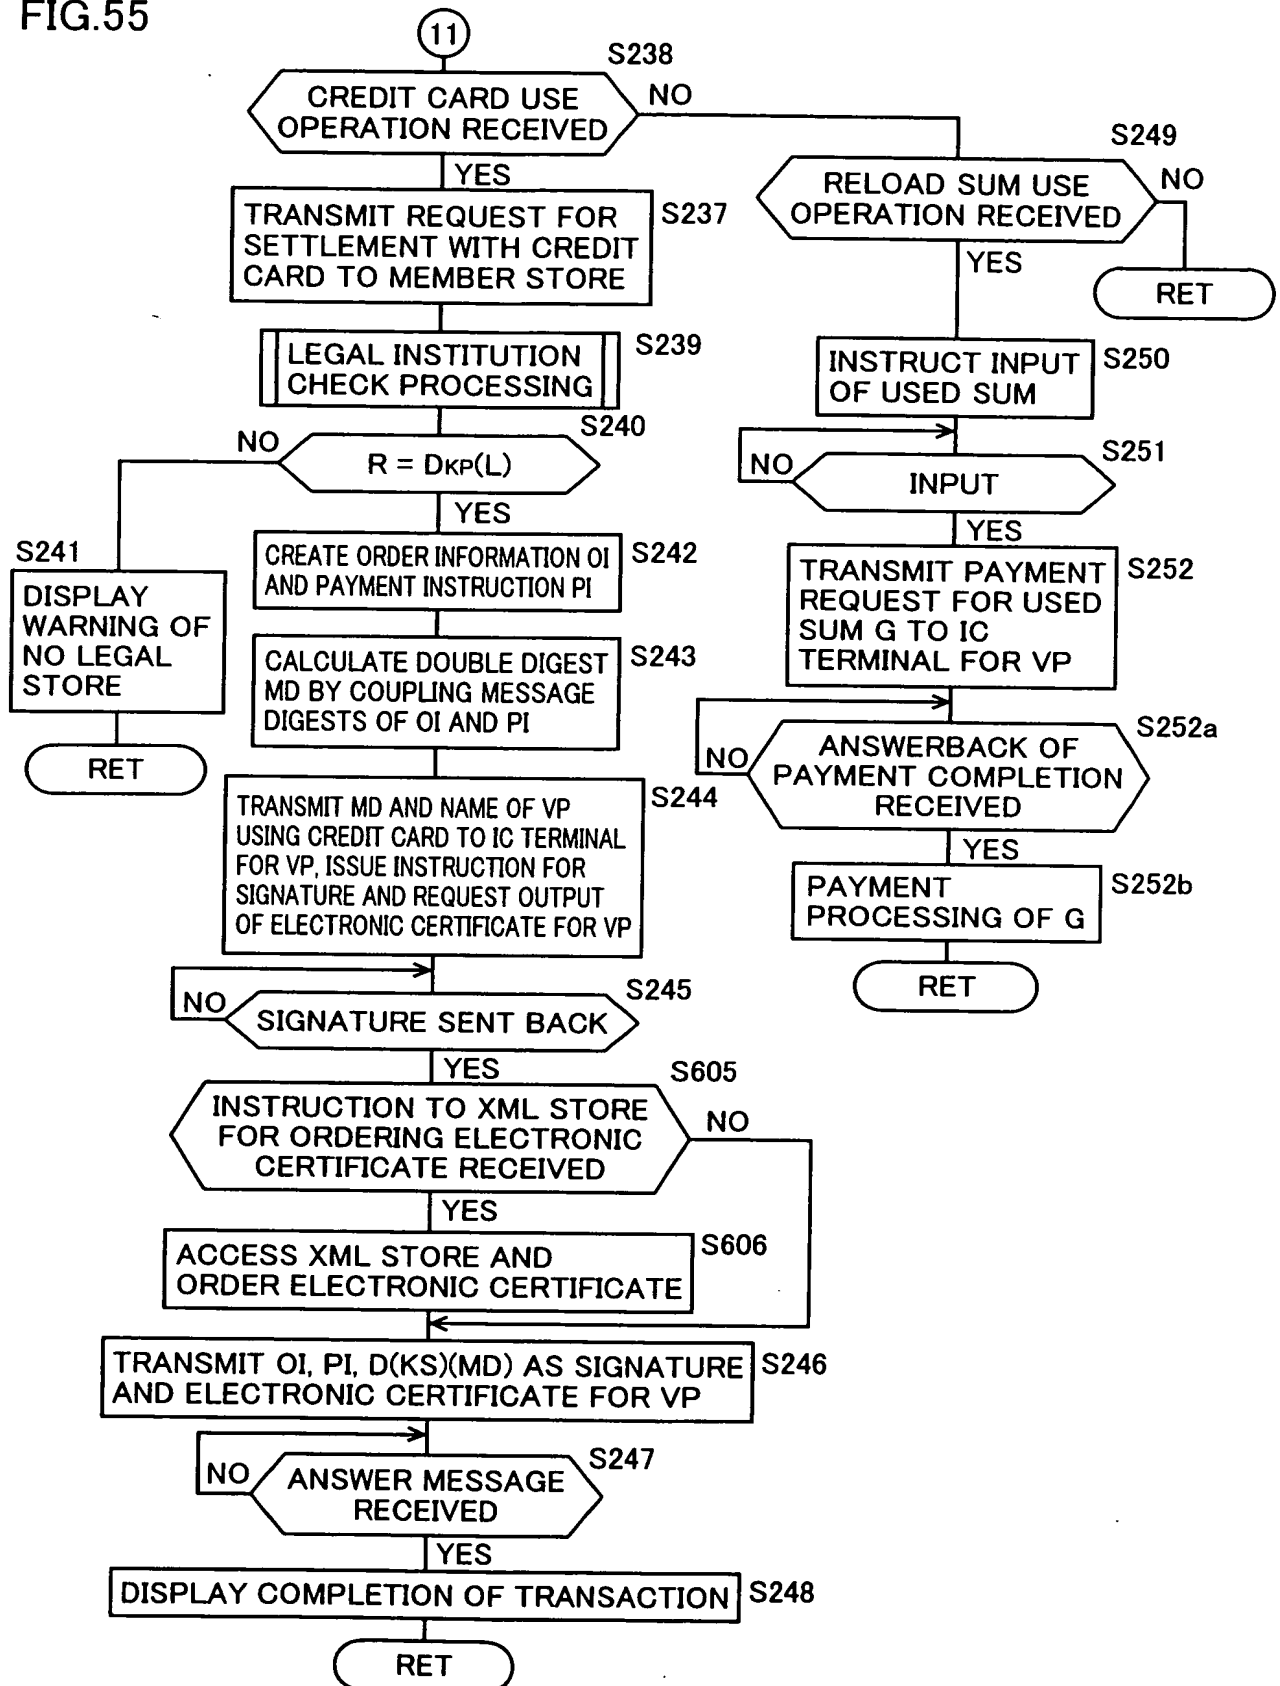 FIG.55
11
S238
CREDIT CARD USE
OPERATION RECEIVED
NO
YES
TRANSMIT REQUEST FOR
SETTLEMENT WITH CREDIT
CARD TO MEMBER STORE
S237
LEGAL INSTITUTION
CHECK PROCESSING
S239
S240
NO
R = DKP(L)
YES
S241
DISPLAY
WARNING OF
NO LEGAL
STORE
RET
CREATE ORDER INFORMATION OI
AND PAYMENT INSTRUCTION PI
S242
CALCULATE DOUBLE DIGEST
MD BY COUPLING MESSAGE
DIGESTS OF OI AND PI
S243
TRANSMIT MD AND NAME OF VP
USING CREDIT CARD TO IC TERMINAL
FOR VP, ISSUE INSTRUCTION FOR
SIGNATURE AND REQUEST OUTPUT
OF ELECTRONIC CERTIFICATE FOR VP
S244
S245
NO
SIGNATURE SENT BACK
YES
S605
INSTRUCTION TO XML STORE
FOR ORDERING ELECTRONIC
CERTIFICATE RECEIVED
NO
YES
ACCESS XML STORE AND
ORDER ELECTRONIC CERTIFICATE
S606
TRANSMIT OI, PI, D(KS)(MD) AS SIGNATURE
AND ELECTRONIC CERTIFICATE FOR VP
S246
S247
NO
ANSWER MESSAGE
RECEIVED
YES
DISPLAY COMPLETION OF TRANSACTION
S248
RET
S249
RELOAD SUM USE
OPERATION RECEIVED
NO
YES
RET
INSTRUCT INPUT
OF USED SUM
S250
S251
NO
INPUT
YES
TRANSMIT PAYMENT
REQUEST FOR USED
SUM G TO IC
TERMINAL FOR VP
S252
S252a
NO
ANSWERBACK OF
PAYMENT COMPLETION
RECEIVED
YES
PAYMENT
PROCESSING OF G
S252b
RET